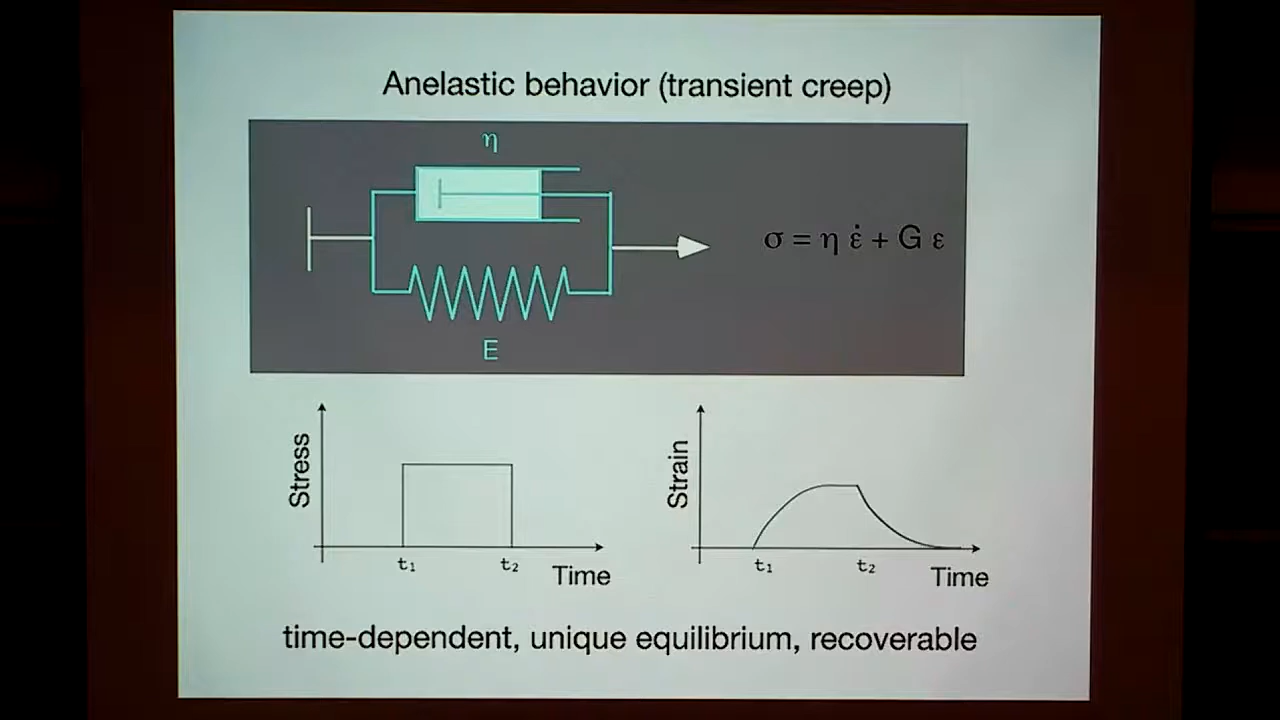 Anelastic behavior (transient creep)
η
σ = η ε̇ + G ε
E
Stress
t₁
t₂
Time
Strain
t₁
t₂
Time
time-dependent, unique equilibrium, recoverable